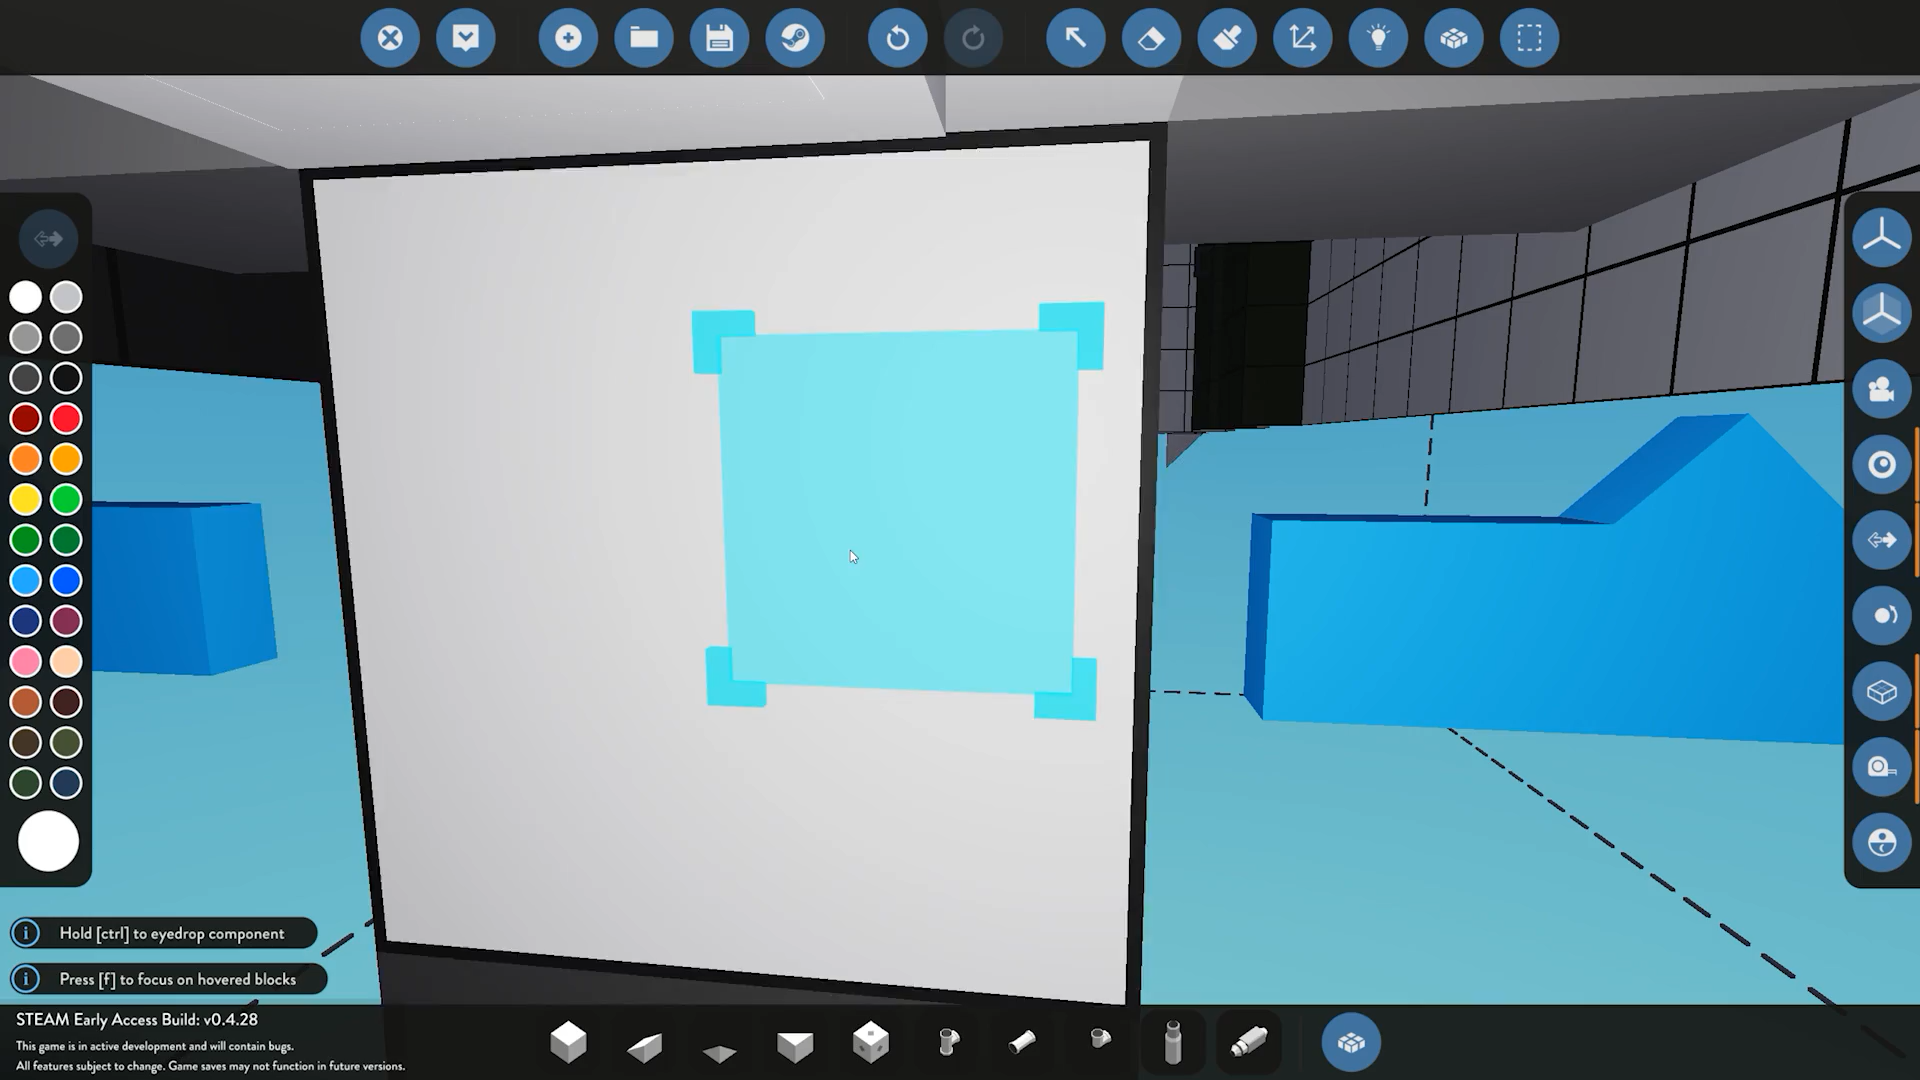 Hold [ctrl] to eyedrop component
Press [f] to focus on hovered blocks
STEAM Early Access Build: v0.4.28
This game is in active development and will contain bugs.
All features subject to change. Game saves may not function in future versions.